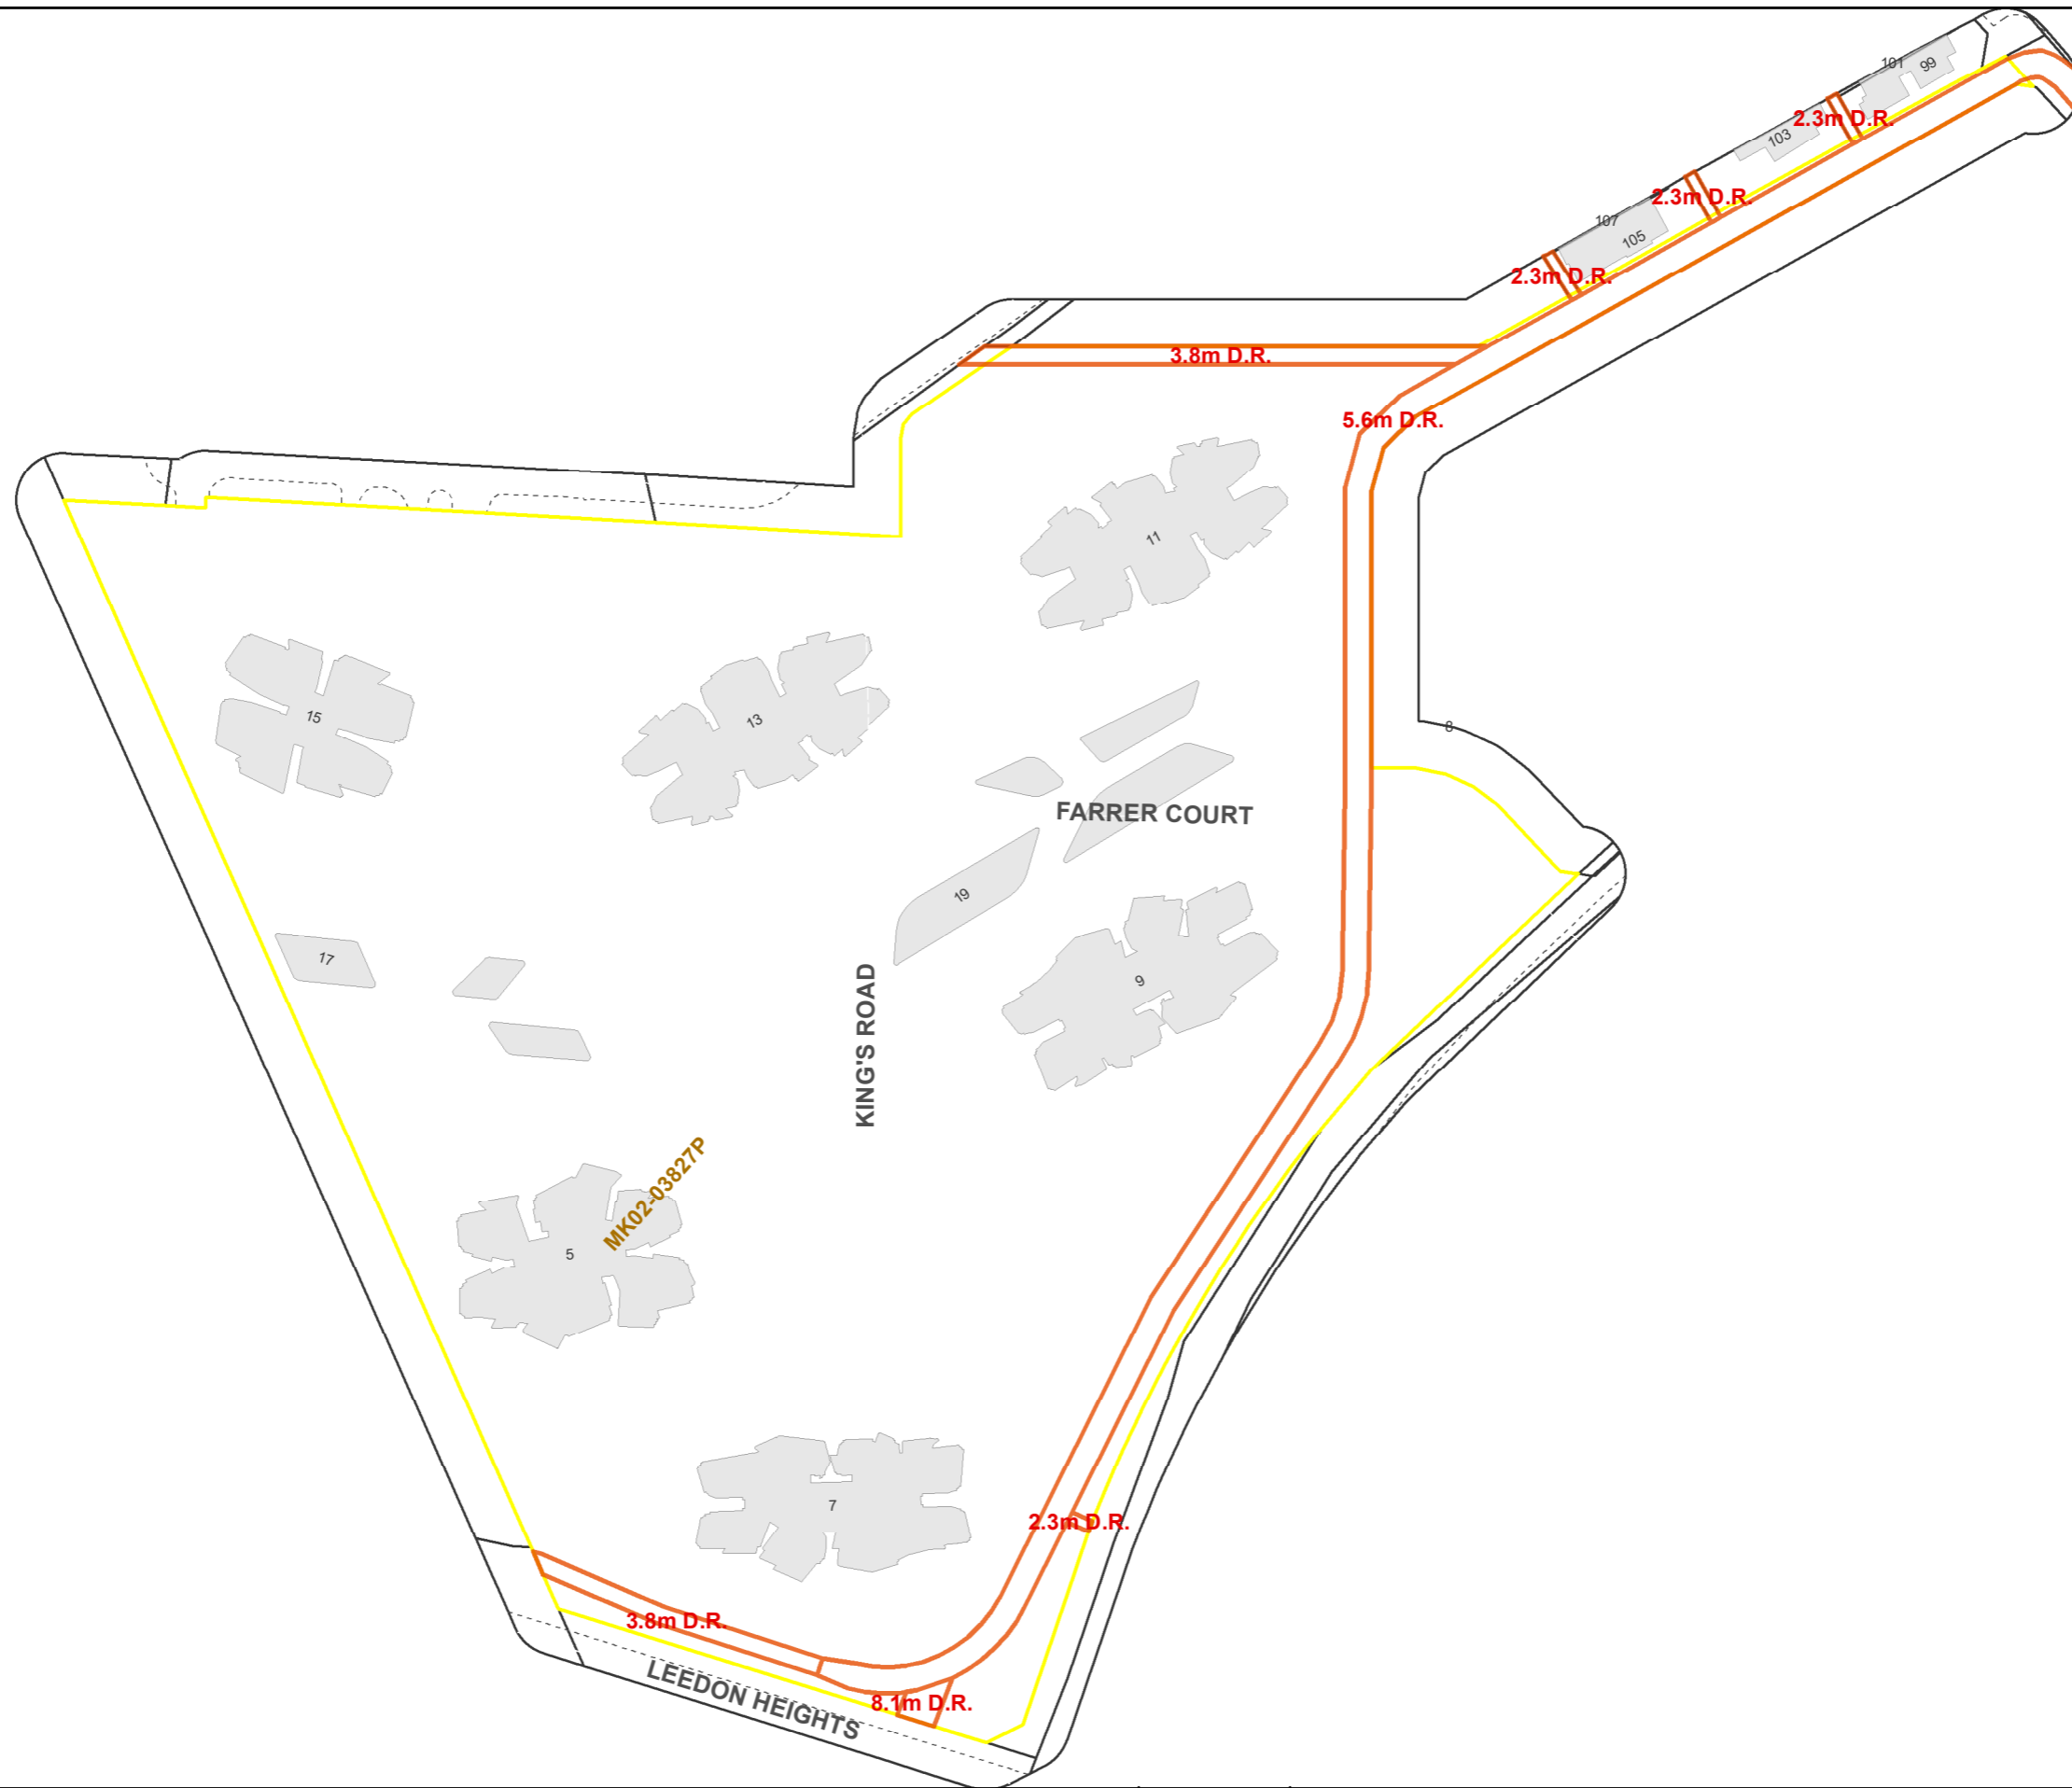 101
99
2.3m D.R.
103
2.3m D.R.
107
105
2.3m D.R.
3.8m D.R.
5.6m D.R.
11
15
13
8
FARRER COURT
19
17
9
KING'S ROAD
MK02-03827P
5
7
2.3m D.R.
3.8m D.R.
LEEDON HEIGHTS
8.1m D.R.